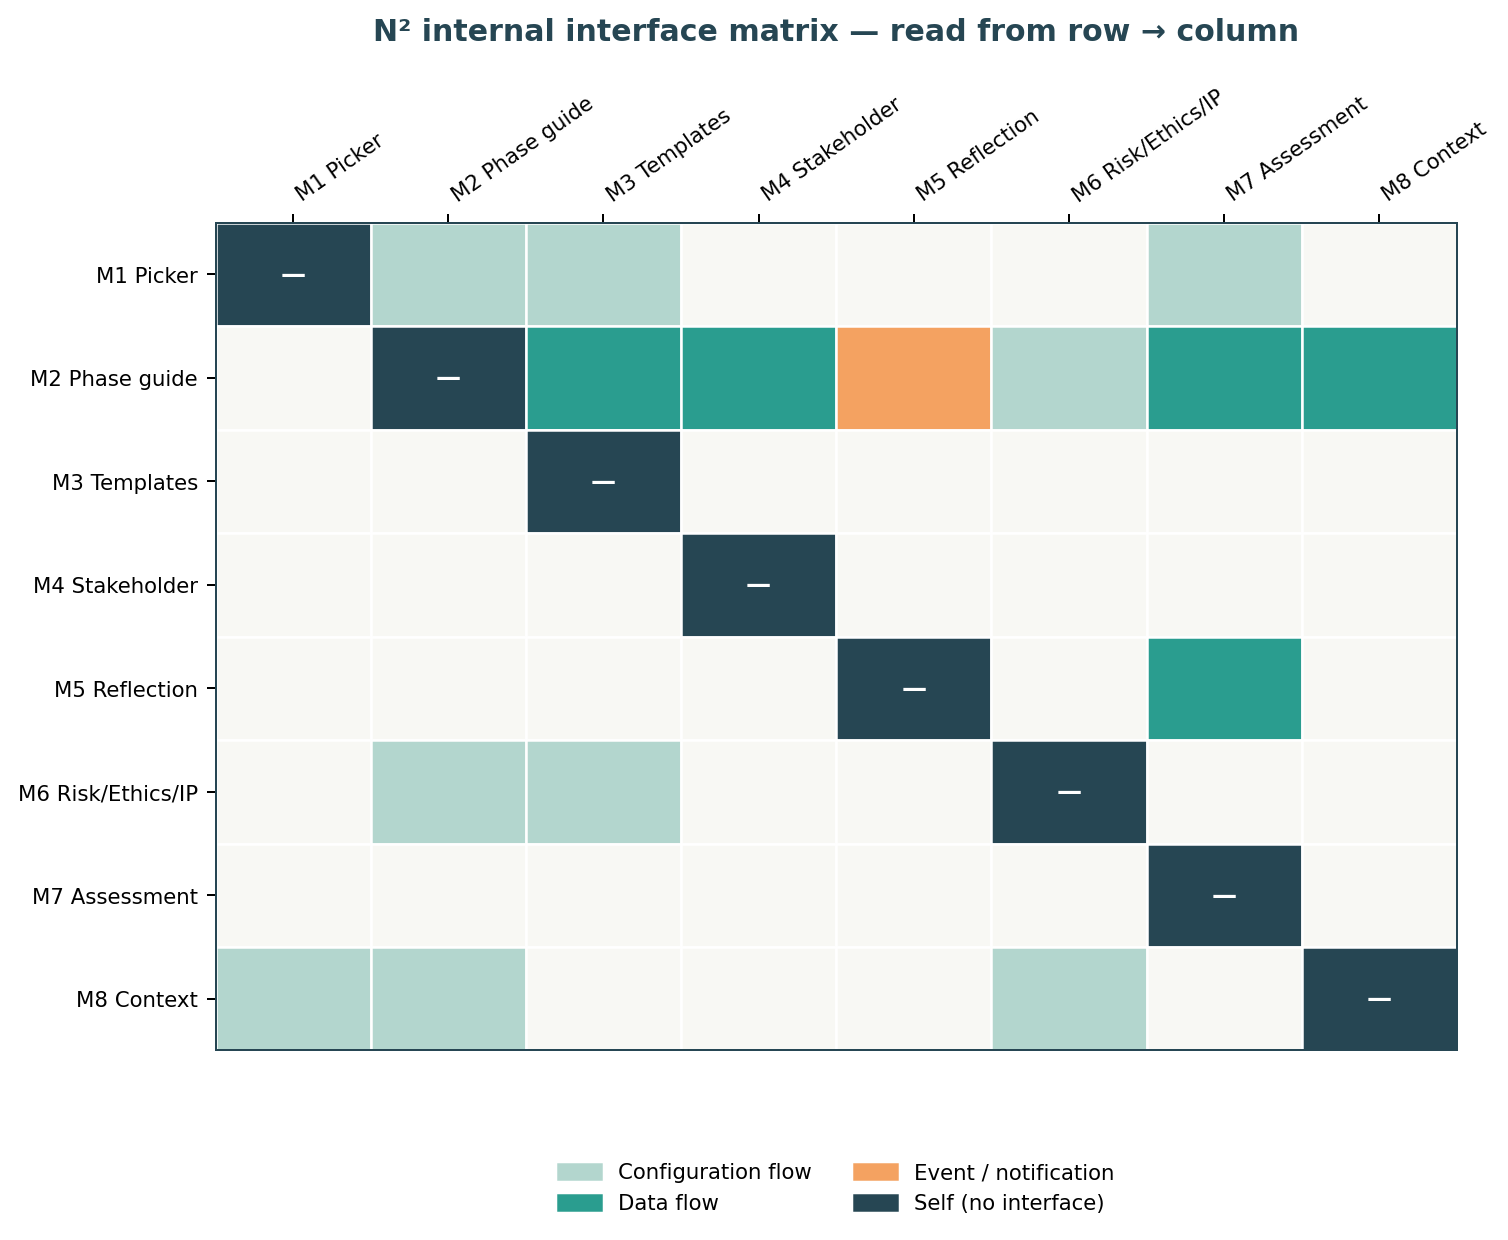 N² internal interface matrix — read from row → column
M1 Picker
M2 Phase guide
M3 Templates
M4 Stakeholder
M5 Reflection
M6 Risk/Ethics/IP
M7 Assessment
M8 Context
M1 Picker
—
M2 Phase guide
—
M3 Templates
—
M4 Stakeholder
—
M5 Reflection
—
M6 Risk/Ethics/IP
—
M7 Assessment
—
M8 Context
—
Configuration flow
Event / notification
Data flow
Self (no interface)